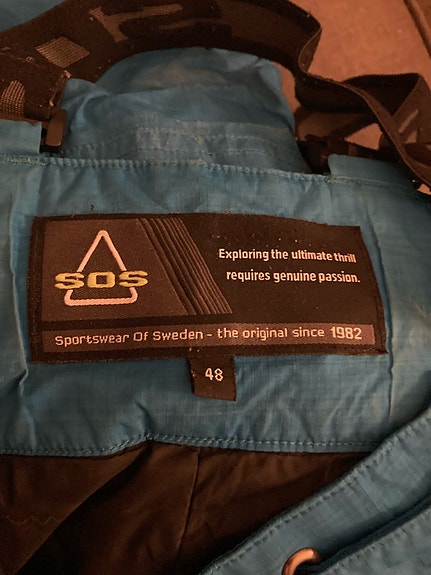 SOS
Exploring the ultimate thrill
requires genuine passion.
Sportswear Of Sweden - the original since 1982
48